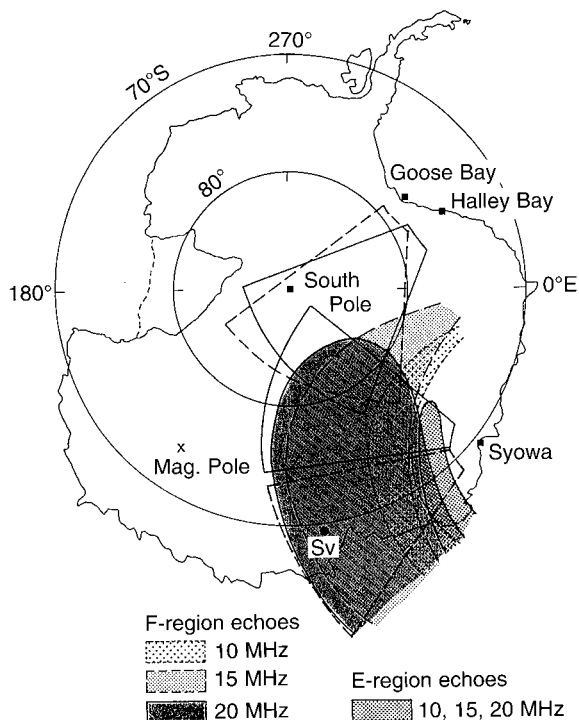 270°
70°S
80°
Goose Bay
Halley Bay
180°
South
Pole
0°E
x
Mag. Pole
Syowa
Sv
F-region echoes
10 MHz
15 MHz
E-region echoes
20 MHz
10, 15, 20 MHz